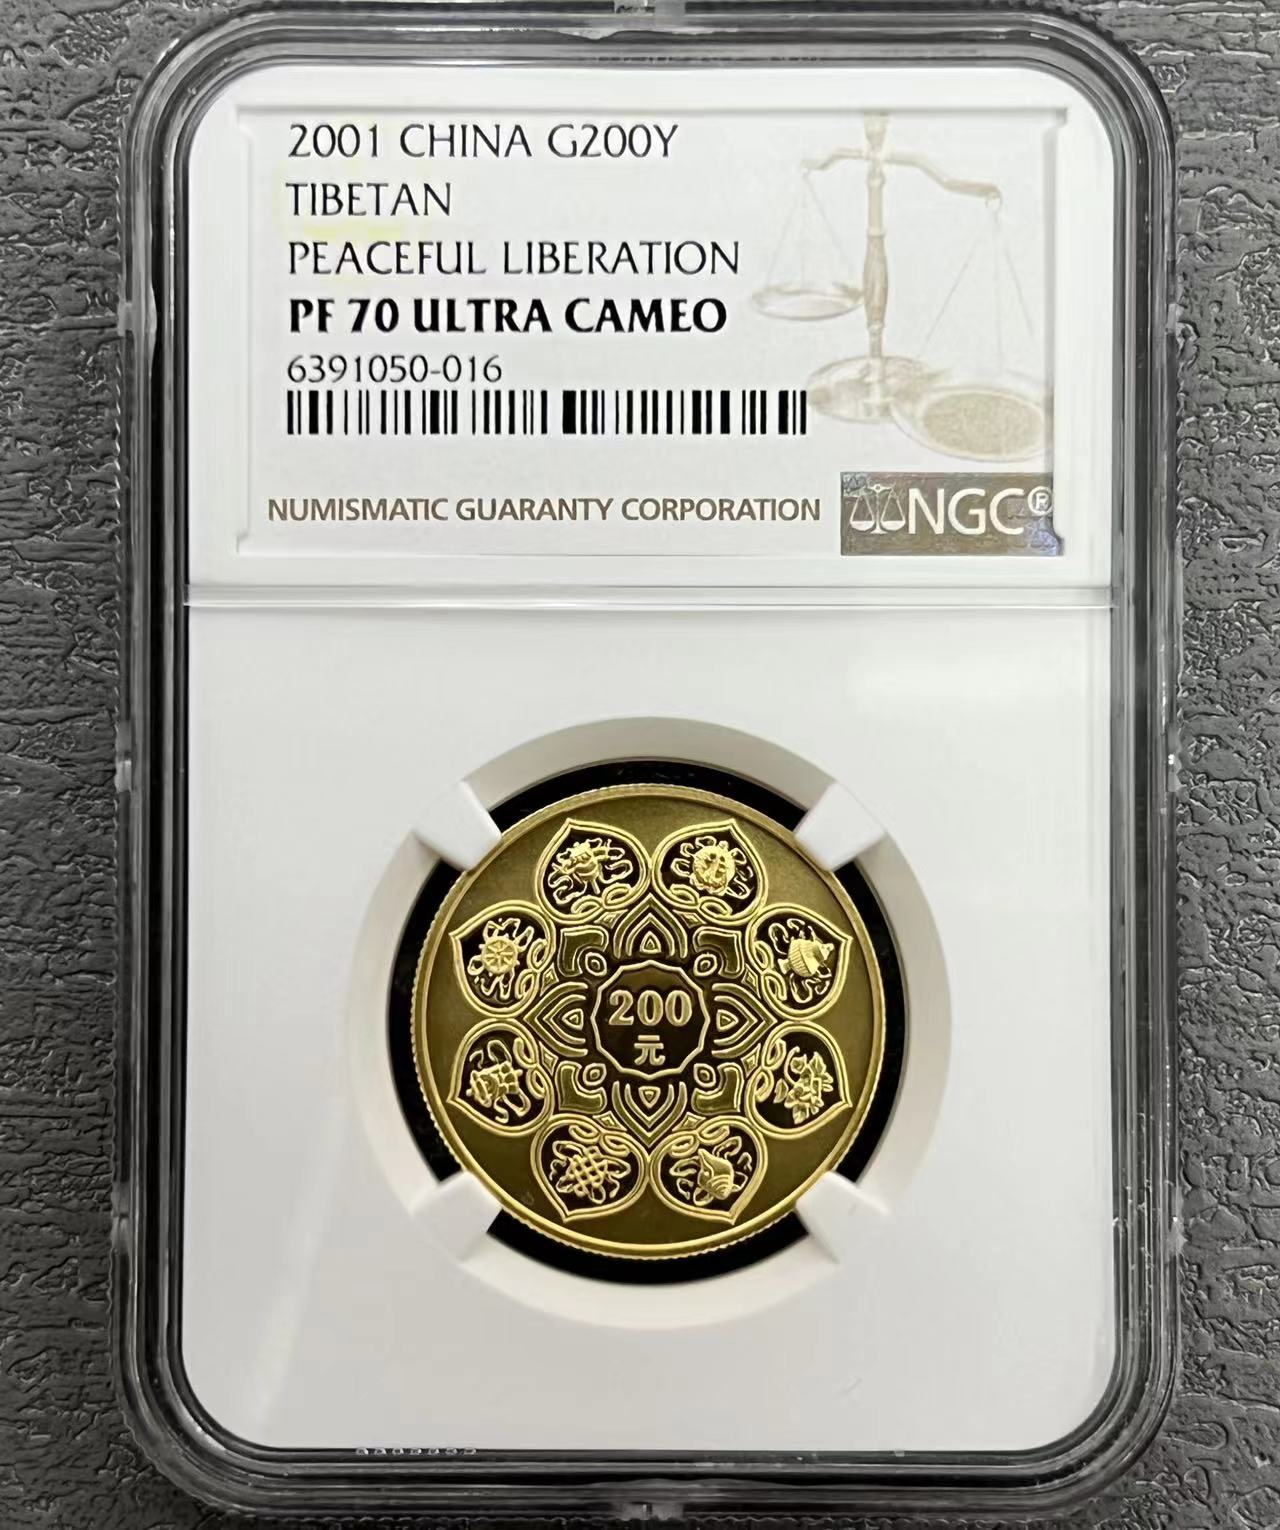 2001 CHINA G200Y
TIBETAN
PEACEFUL LIBERATION
PF 70 ULTRA CAMEO
6391050-016
NUMISMATIC GUARANTY CORPORATION
NGC®
200
元